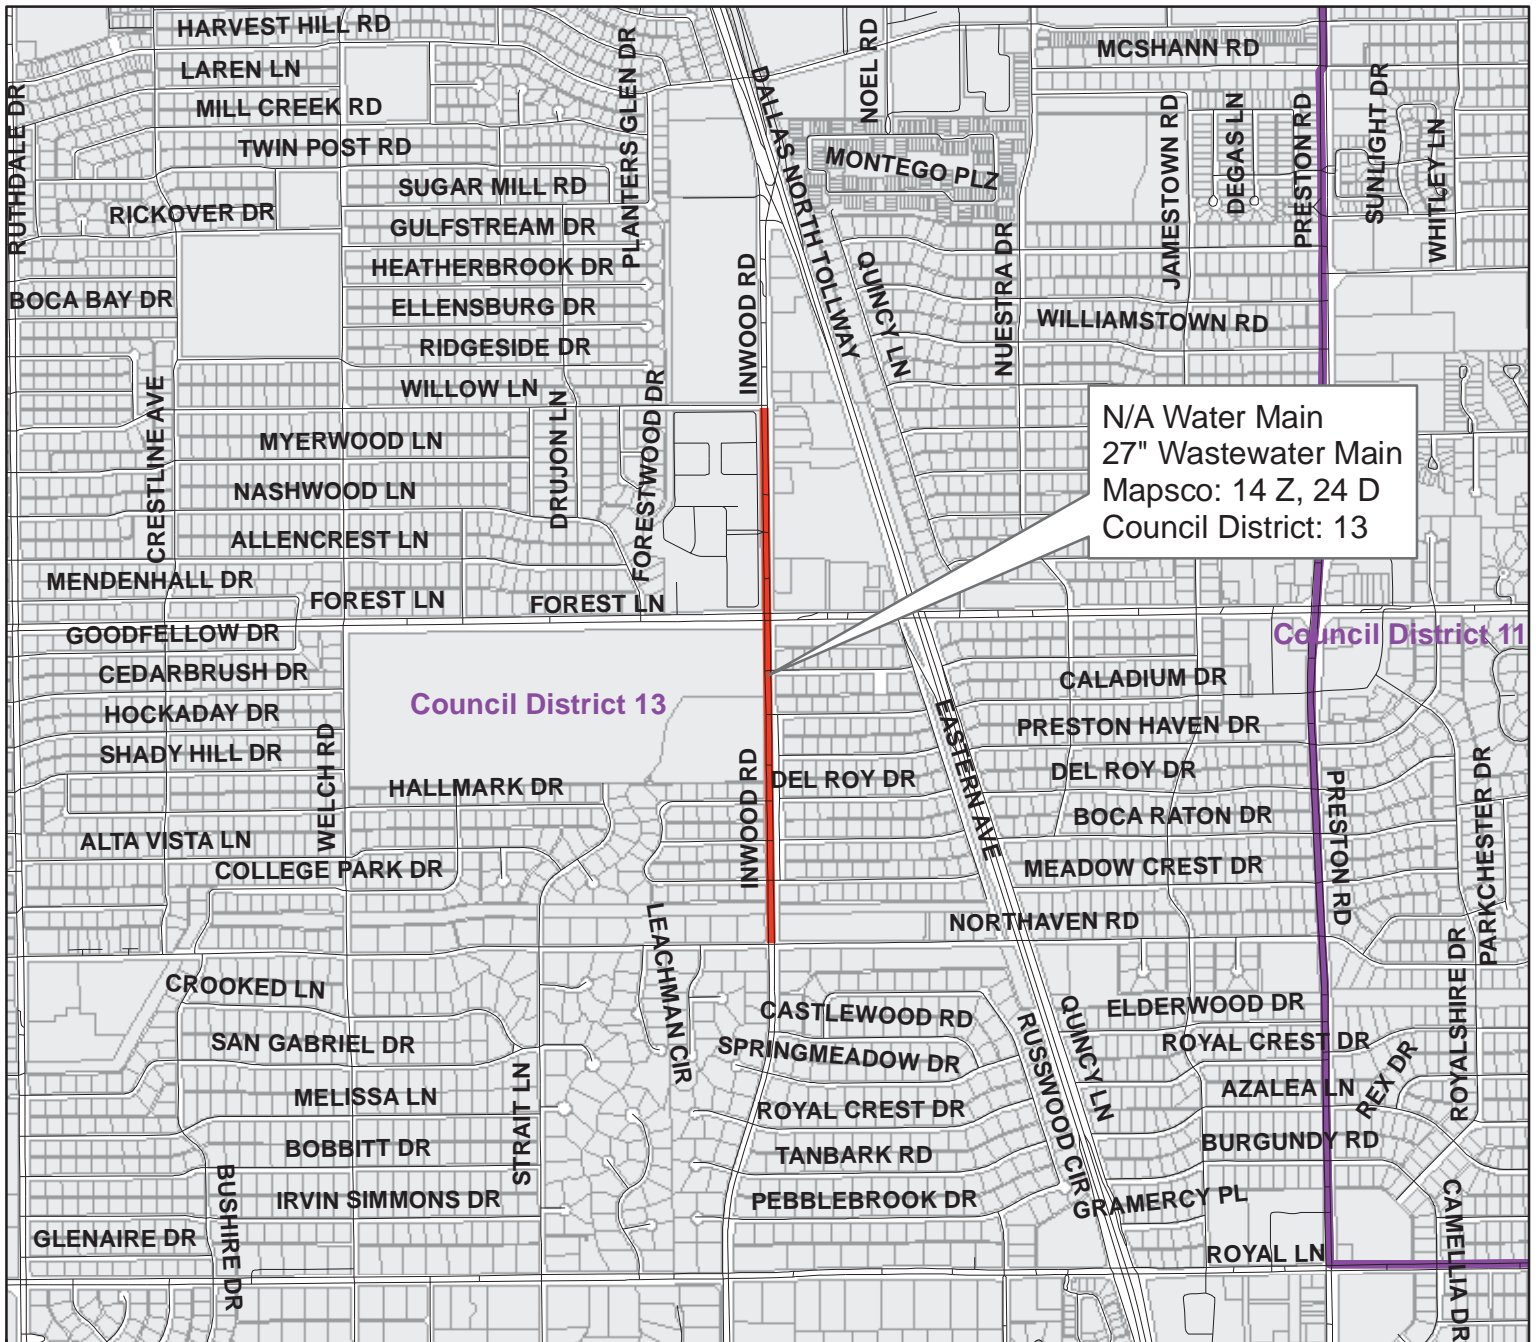 HARVEST HILL RD
LAREN LN
MILL CREEK RD
TWIN POST RD
SUGAR MILL RD
RICKOVER DR
GULFSTREAM DR
HEATHERBROOK DR
BOCA BAY DR
ELLENSBURG DR
RIDGESIDE DR
WILLOW LN
RUTHDALE DR
PLANTERS GLEN DR
DALLAS NORTH TOLLWAY
NOEL RD
MCSHANN RD
MONTEGO PLZ
JAMESTOWN RD
DEGAS LN
PRESTON RD
SUNLIGHT DR
WHITLEY LN
INWOOD RD
QUINCY LN
NUESTRA DR
WILLIAMSTOWN RD
CRESTLINE AVE
MYERWOOD LN
NASHWOOD LN
ALLENCREST LN
DRUJON LN
FORESTWOOD DR
N/A Water Main
27" Wastewater Main
Mapsco: 14 Z, 24 D
Council District: 13
MENDENHALL DR
FOREST LN
FOREST LN
GOODFELLOW DR
CEDARBRUSH DR
HOCKADAY DR
SHADY HILL DR
WELCH RD
Council District 13
Council District 11
CALADIUM DR
PRESTON HAVEN DR
DEL ROY DR
DEL ROY DR
EASTERN AVE
INWOOD RD
HALLMARK DR
BOCA RATON DR
ALTA VISTA LN
COLLEGE PARK DR
MEADOW CREST DR
PRESTON RD
PARKCHESTER DR
NORTHAVEN RD
LEACHMAN CIR
ROYALSHIRE DR
CROOKED LN
CASTLEWOOD RD
ELDERWOOD DR
QUINCY LN
RUSSWOOD CIR
SAN GABRIEL DR
SPRINGMEADOW DR
ROYAL CREST DR
REX DR
STRAIT LN
MELISSA LN
ROYAL CREST DR
AZALEA LN
BOBBITT DR
TANBARK RD
BURGUNDY RD
IRVIN SIMMONS DR
PEBBLEBROOK DR
GRAMERCY PL
BUSHIRE DR
GLENAIRE DR
ROYAL LN
CAMELLIA DR